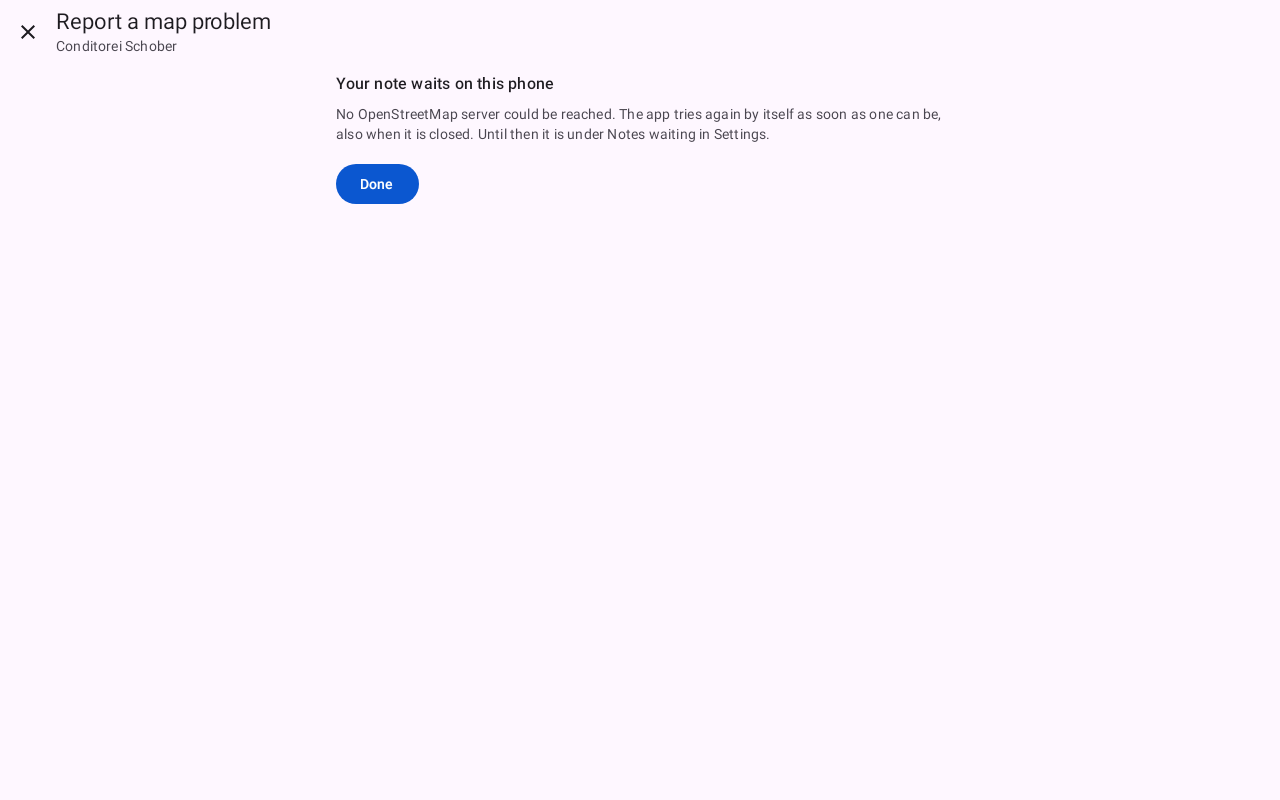 Report a map problem
Conditorei Schober
Your note waits on this phone
No OpenStreetMap server could be reached. The app tries again by itself as soon as one can be,
also when it is closed. Until then it is under Notes waiting in Settings.
Done